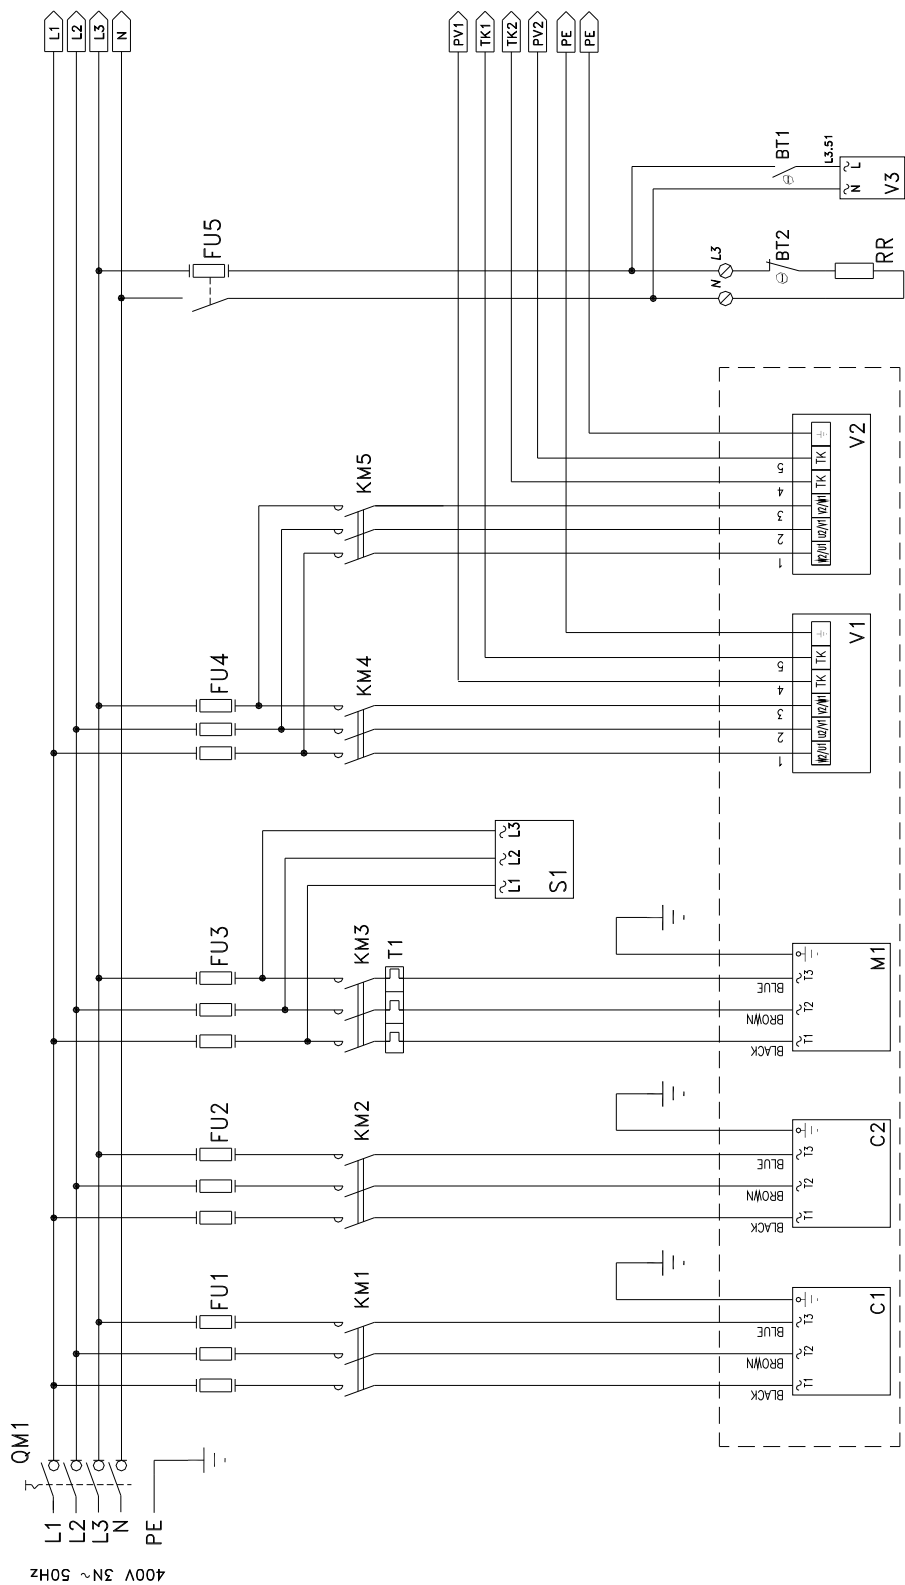 400V 3N~ 50Hz
QM1
L1
L2
L3
N
PE
L1
L2
L3
N
FU1
FU2
FU3
FU4
FU5
KM1
KM2
KM3
KM4
KM5
T1
L1 L2 L3
S1
PV1
TK1
TK2
PV2
PE
PE
N L3
BLACK BROWN BLUE
T1 T2 T3
C1
BLACK BROWN BLUE
T1 T2 T3
C2
BLACK BROWN BLUE
T1 T2 T3
M1
1 2 3 4 5
W2/U1 U2/V1 V2/W1 TK TK
V1
1 2 3 4 5
W2/U1 U2/V1 V2/W1 TK TK
V2
BT2
BT1
RR
L3.51
N L
V3